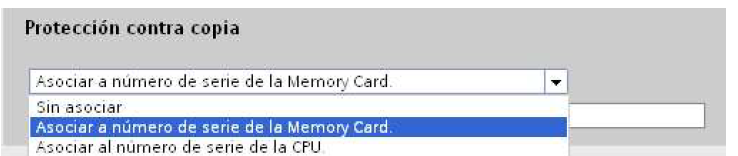 Protección contra copia
Asociar a número de serie de la Memory Card.
Sin asociar
Asociar a número de serie de la Memory Card.
Asociar al número de serie de la CPU.